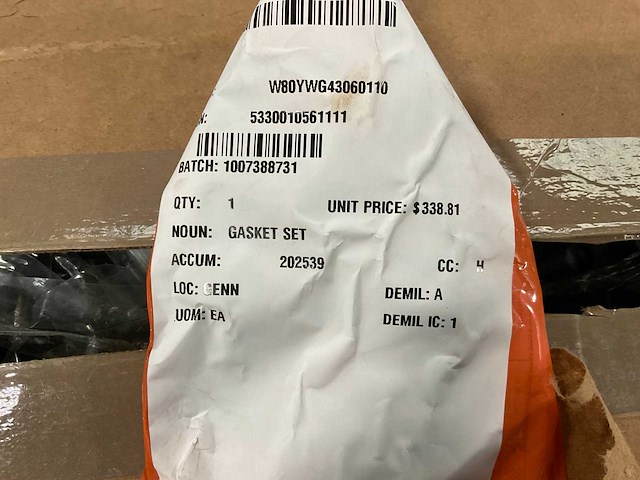 W80YWG43060110
N: 5330010561111
BATCH: 1007388731
QTY: 1 UNIT PRICE: $338.81
NOUN: GASKET SET
ACCUM: 202539 CC: H
LOC: GENN DEMIL: A
UOM: EA DEMIL IC: 1